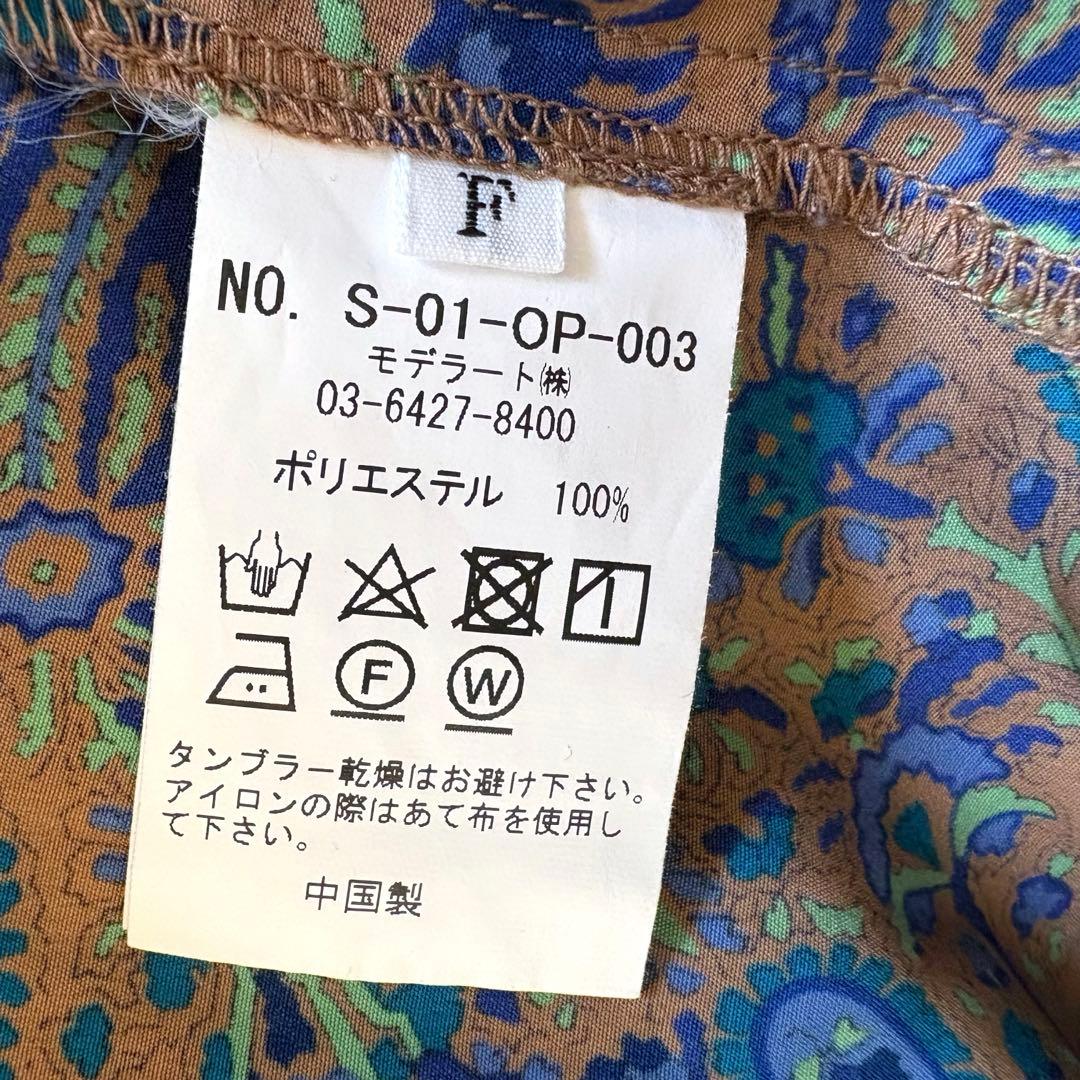 F
NO. S-01-OP-003
モデラート㈱
03-6427-8400
ポリエステル 100%
F W
タンブラー乾燥はお避け下さい。
アイロンの際はあて布を使用し
て下さい。
中国製